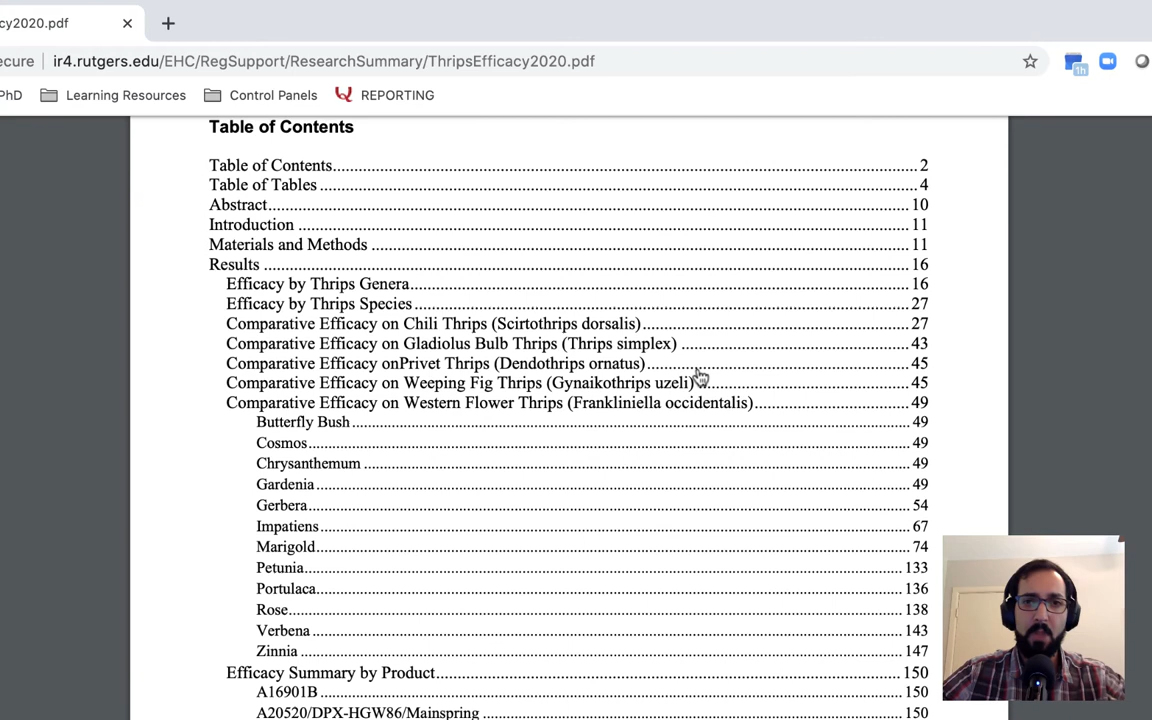 cy2020.pdf
ecure ir4.rutgers.edu/EHC/RegSupport/ResearchSummary/ThripsEfficacy2020.pdf
1h
PhD Learning Resources Control Panels REPORTING
Table of Contents
Table of Contents 2
Table of Tables 4
Abstract 10
Introduction 11
Materials and Methods 11
Results 16
Efficacy by Thrips Genera 16
Efficacy by Thrips Species 27
Comparative Efficacy on Chili Thrips (Scirtothrips dorsalis) 27
Comparative Efficacy on Gladiolus Bulb Thrips (Thrips simplex) 43
Comparative Efficacy onPrivet Thrips (Dendothrips ornatus) 45
Comparative Efficacy on Weeping Fig Thrips (Gynaikothrips uzeli) 45
Comparative Efficacy on Western Flower Thrips (Frankliniella occidentalis) 49
Butterfly Bush 49
Cosmos 49
Chrysanthemum 49
Gardenia 49
Gerbera 54
Impatiens 67
Marigold 74
Petunia 133
Portulaca 136
Rose 138
Verbena 143
Zinnia 147
Efficacy Summary by Product 150
A16901B 150
A20520/DPX-HGW86/Mainspring 150